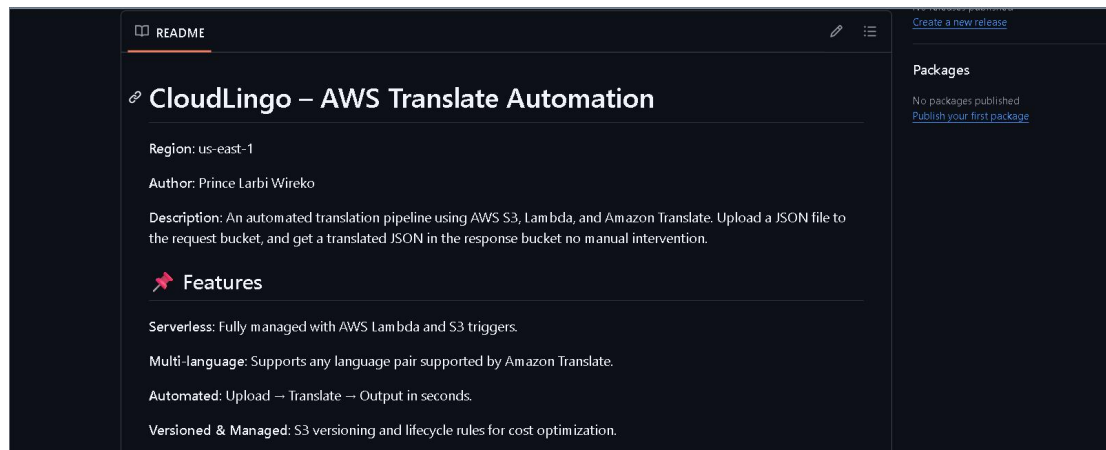 README
CloudLingo – AWS Translate Automation
Region: us-east-1
Author: Prince Larbi Wireko
Description: An automated translation pipeline using AWS S3, Lambda, and Amazon Translate. Upload a JSON file to
the request bucket, and get a translated JSON in the response bucket no manual intervention.
📌 Features
Serverless: Fully managed with AWS Lambda and S3 triggers.
Multi-language: Supports any language pair supported by Amazon Translate.
Automated: Upload → Translate → Output in seconds.
Versioned & Managed: S3 versioning and lifecycle rules for cost optimization.
No releases published
Create a new release
Packages
No packages published
Publish your first package